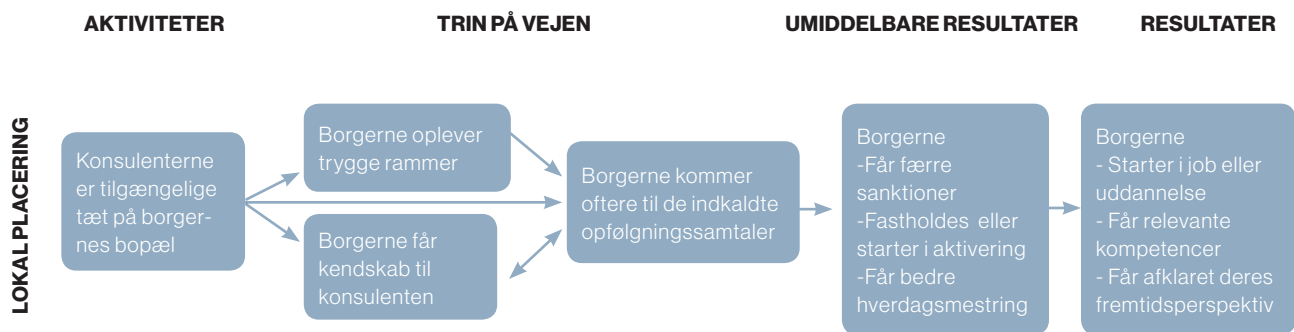 AKTIVITETER
TRIN PÅ VEJEN
UMIDDELBARE RESULTATER
RESULTATER
LOKAL PLACERING
Konsulenterne
er tilgængelige
tæt på borger-
nes bopæl
Borgerne oplever
trygge rammer
Borgerne får
kendskab til
konsulenten
Borgerne kommer
oftere til de indkaldte
opfølgningssamtaler
Borgerne
-Får færre
sanktioner
-Fastholdes eller
starter i aktivering
-Får bedre
hverdagsmestring
Borgerne
- Starter i job eller
uddannelse
- Får relevante
kompetencer
- Får afklaret deres
fremtidsperspektiv